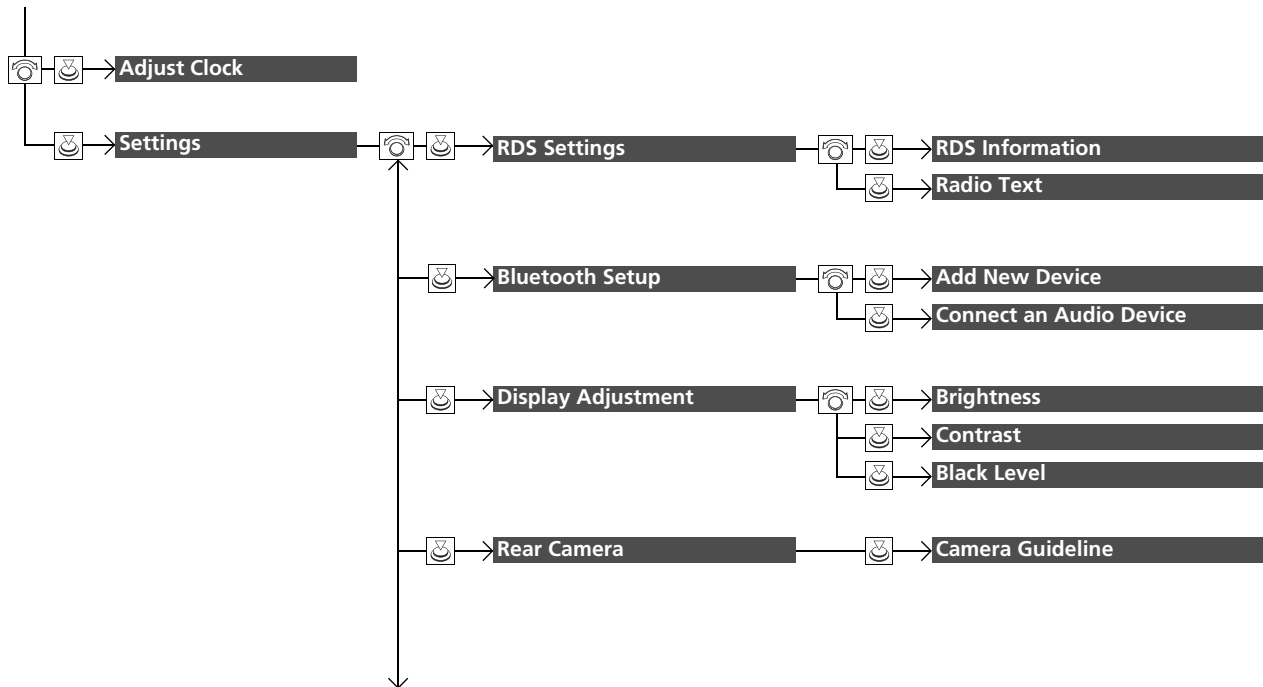 Adjust Clock
Settings
RDS Settings
RDS Information
Radio Text
Bluetooth Setup
Add New Device
Connect an Audio Device
Display Adjustment
Brightness
Contrast
Black Level
Rear Camera
Camera Guideline